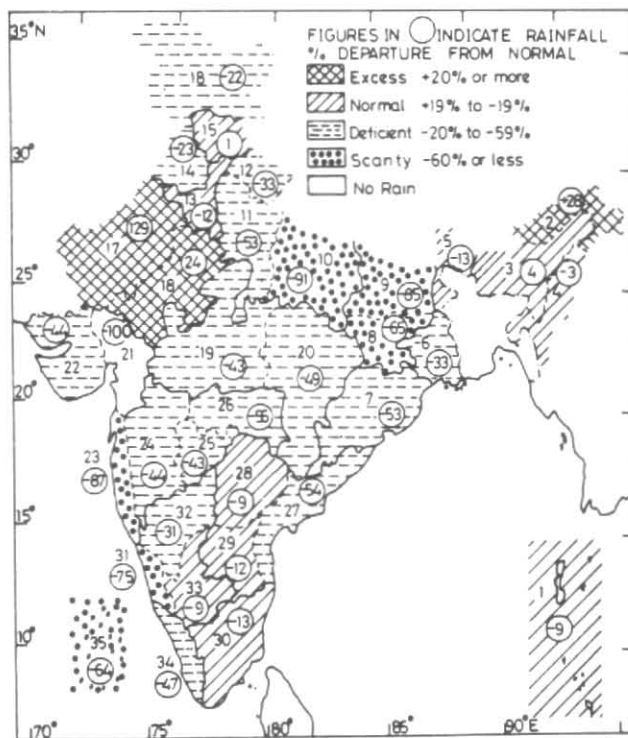 35°N
FIGURES IN ○ INDICATE RAINFALL
% DEPARTURE FROM NORMAL
Excess +20% or more
Normal +19% to -19%
Deficient -20% to -59%
Scanty -60% or less
No Rain
18 -22
15
30° -23 1
14 12
-33
13 -12
+28
2
129 11
17 -53 5
24 10 -13 3 4 -3
25° 18 -91 9
-85
-65
-44 -100 8 6
21 19 20
22 -43 -33
-49
20° 7
26 -53
24 25 -56
23 -43
-87 -44 28
-54
-9 27
32
15° -31 29
31 -12
-75 33 1
-9 -13 -9
10° 35 30
34
-64
-47
70° 75° 80° 85° 90°E